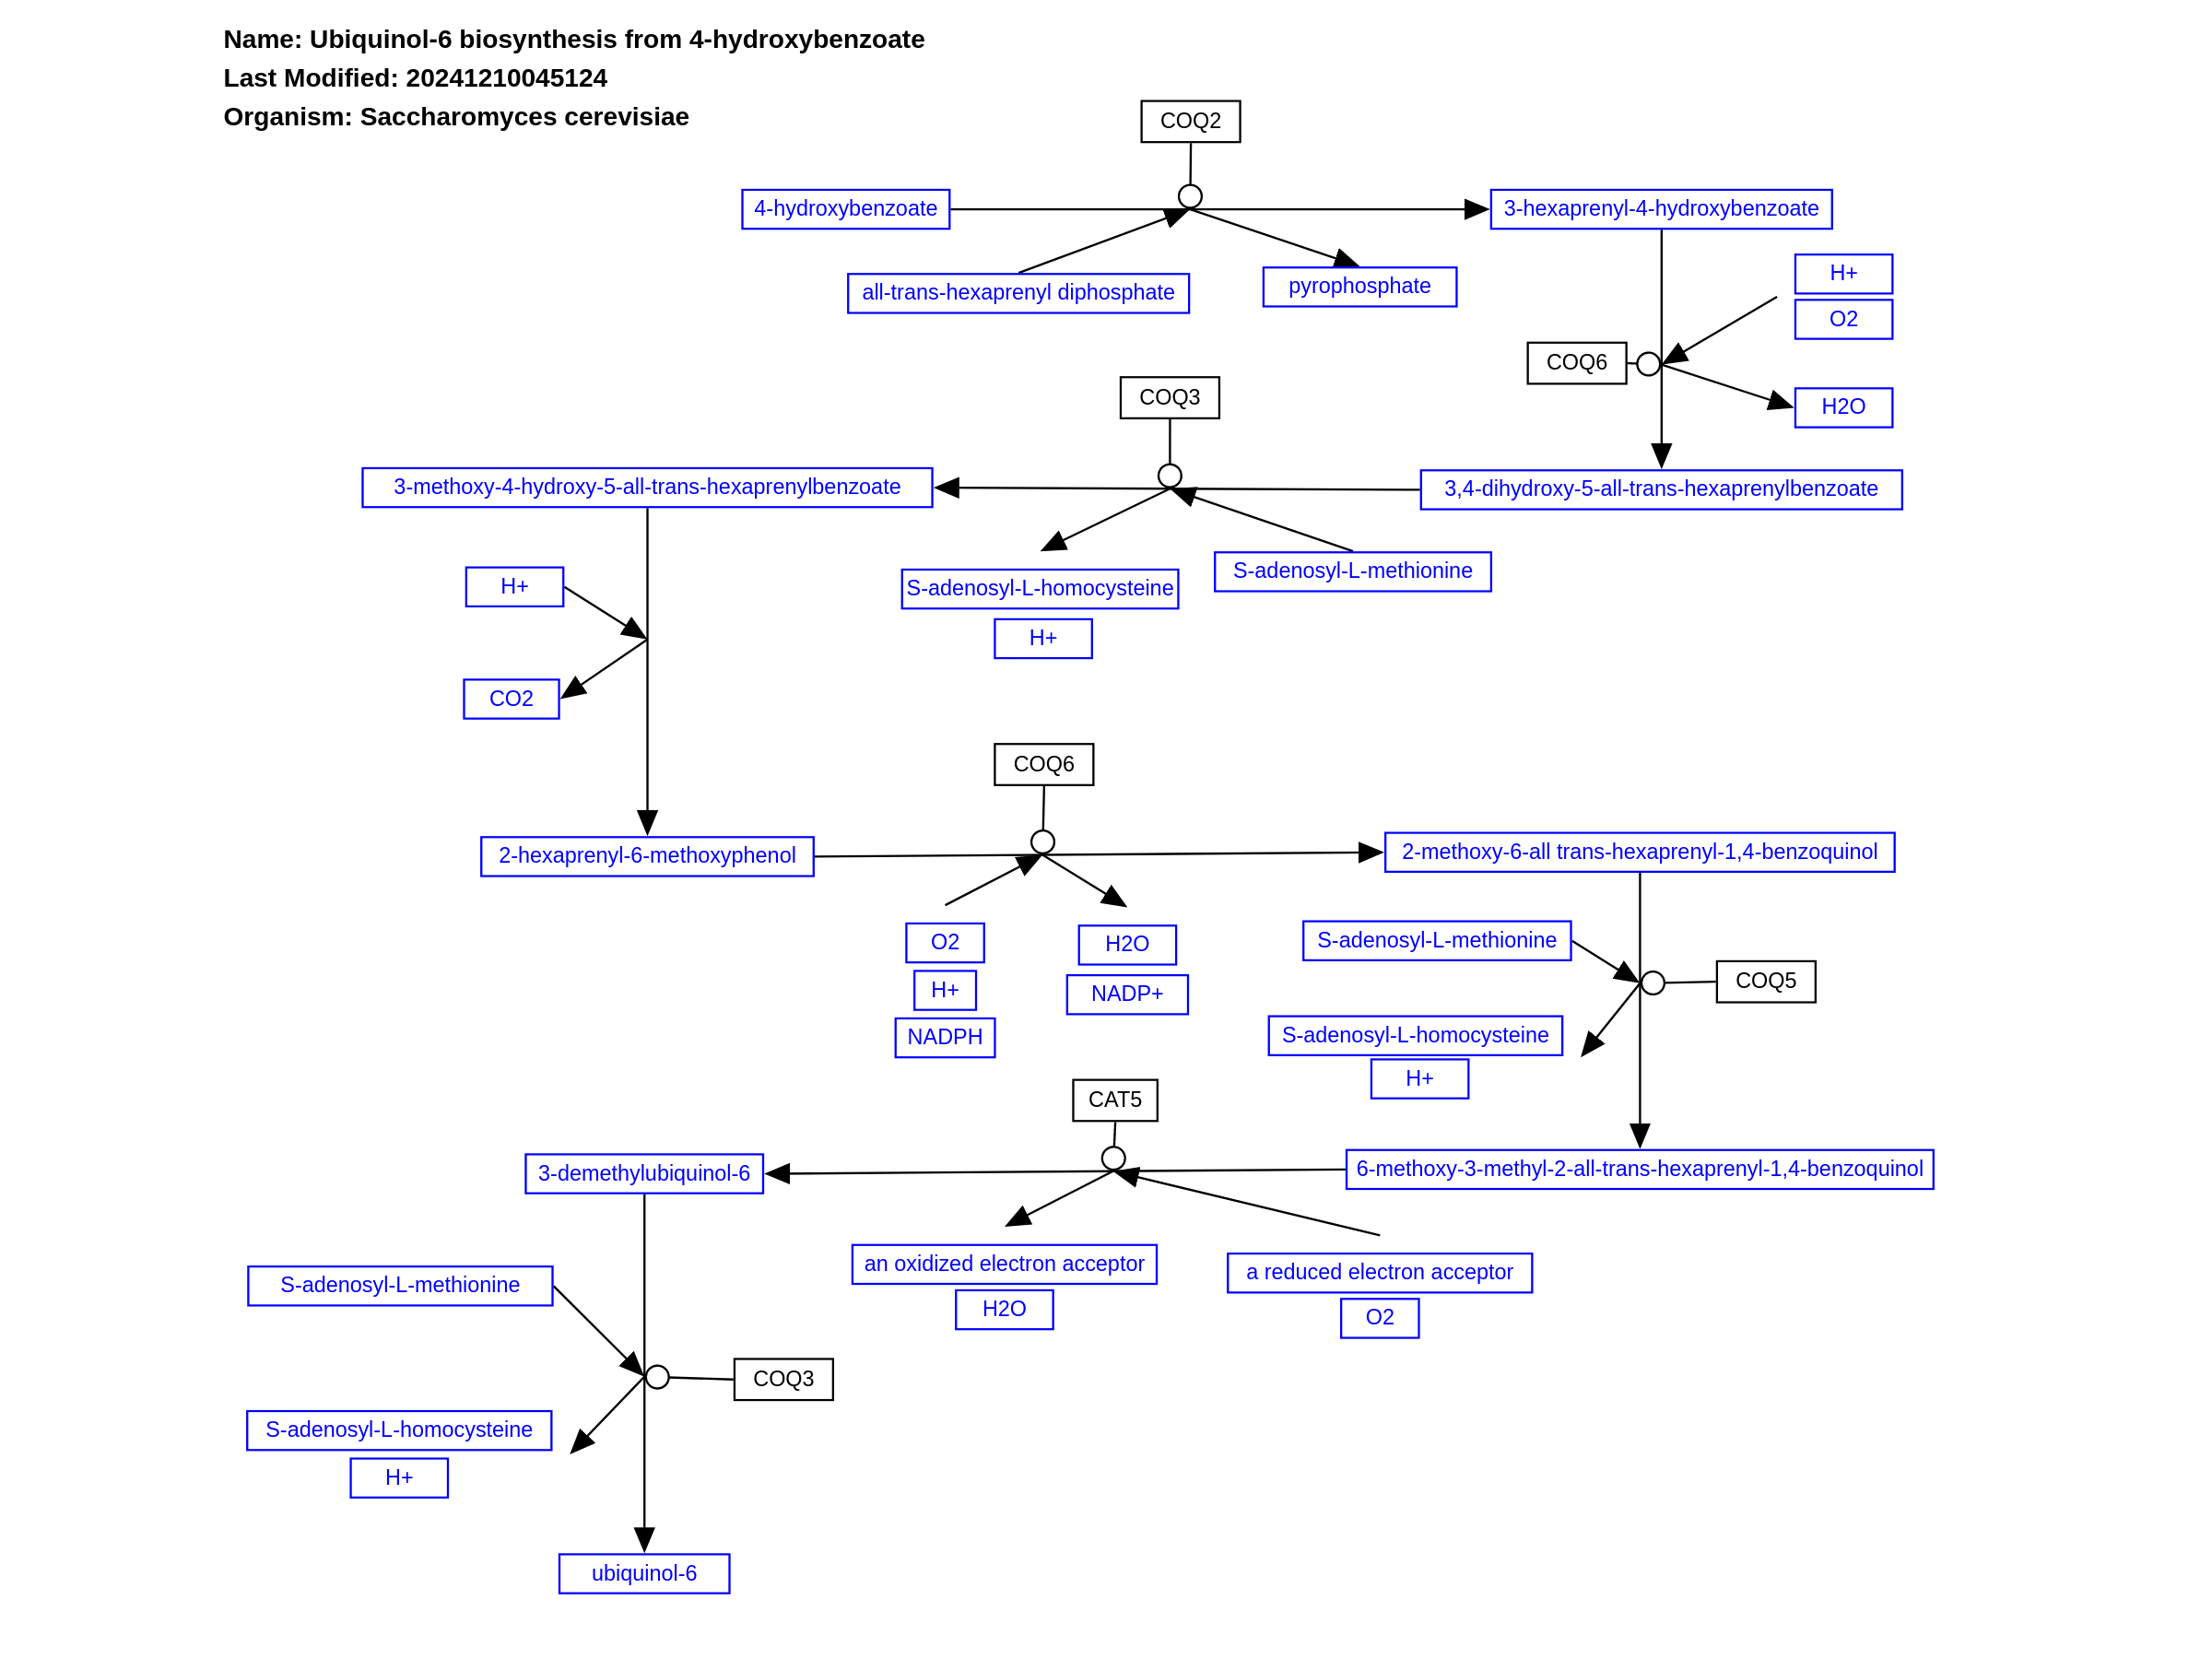 Name: Ubiquinol-6 biosynthesis from 4-hydroxybenzoate
Last Modified: 20241210045124
Organism: Saccharomyces cerevisiae
COQ2
4-hydroxybenzoate
3-hexaprenyl-4-hydroxybenzoate
all-trans-hexaprenyl diphosphate
pyrophosphate
H+
O2
COQ6
H2O
COQ3
3-methoxy-4-hydroxy-5-all-trans-hexaprenylbenzoate
3,4-dihydroxy-5-all-trans-hexaprenylbenzoate
S-adenosyl-L-homocysteine
S-adenosyl-L-methionine
H+
H+
CO2
COQ6
2-hexaprenyl-6-methoxyphenol
2-methoxy-6-all trans-hexaprenyl-1,4-benzoquinol
O2
H+
NADPH
H2O
NADP+
S-adenosyl-L-methionine
COQ5
S-adenosyl-L-homocysteine
H+
CAT5
3-demethylubiquinol-6
6-methoxy-3-methyl-2-all-trans-hexaprenyl-1,4-benzoquinol
an oxidized electron acceptor
H2O
a reduced electron acceptor
O2
S-adenosyl-L-methionine
COQ3
S-adenosyl-L-homocysteine
H+
ubiquinol-6